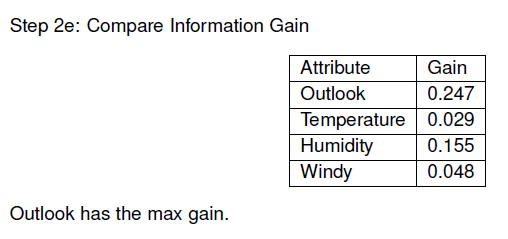 Step 2e: Compare Information Gain
Attribute Gain
Outlook 0.247
Temperature 0.029
Humidity 0.155
Windy 0.048
Outlook has the max gain.